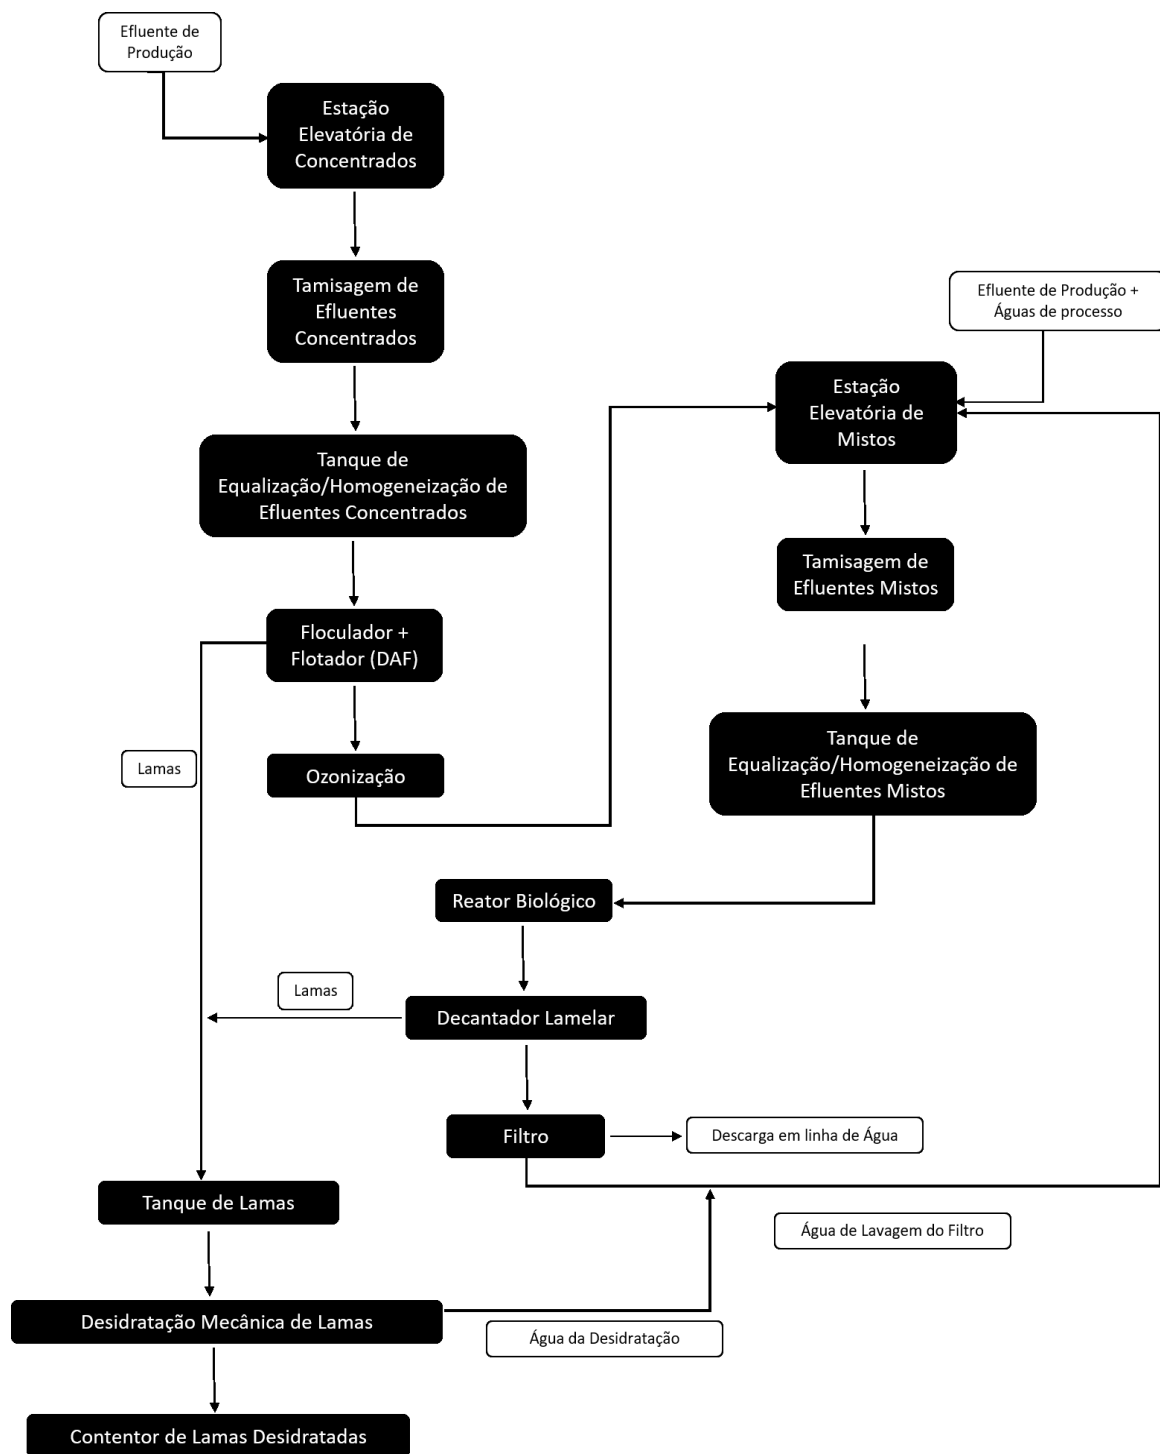 Efluente de
Produção
Estação
Elevatória de
Concentrados
Tamisagem de
Efluentes
Concentrados
Efluente de Produção +
Águas de processo
Estação
Elevatória de
Mistos
Tanque de
Equalização/Homogeneização de
Efluentes Concentrados
Tamisagem de
Efluentes Mistos
Floculador +
Flotador (DAF)
Tanque de
Equalização/Homogeneização de
Efluentes Mistos
Lamas
Ozonização
Reator Biológico
Lamas
Decantador Lamelar
Filtro
Descarga em linha de Água
Tanque de Lamas
Água de Lavagem do Filtro
Desidratação Mecânica de Lamas
Água da Desidratação
Contentor de Lamas Desidratadas